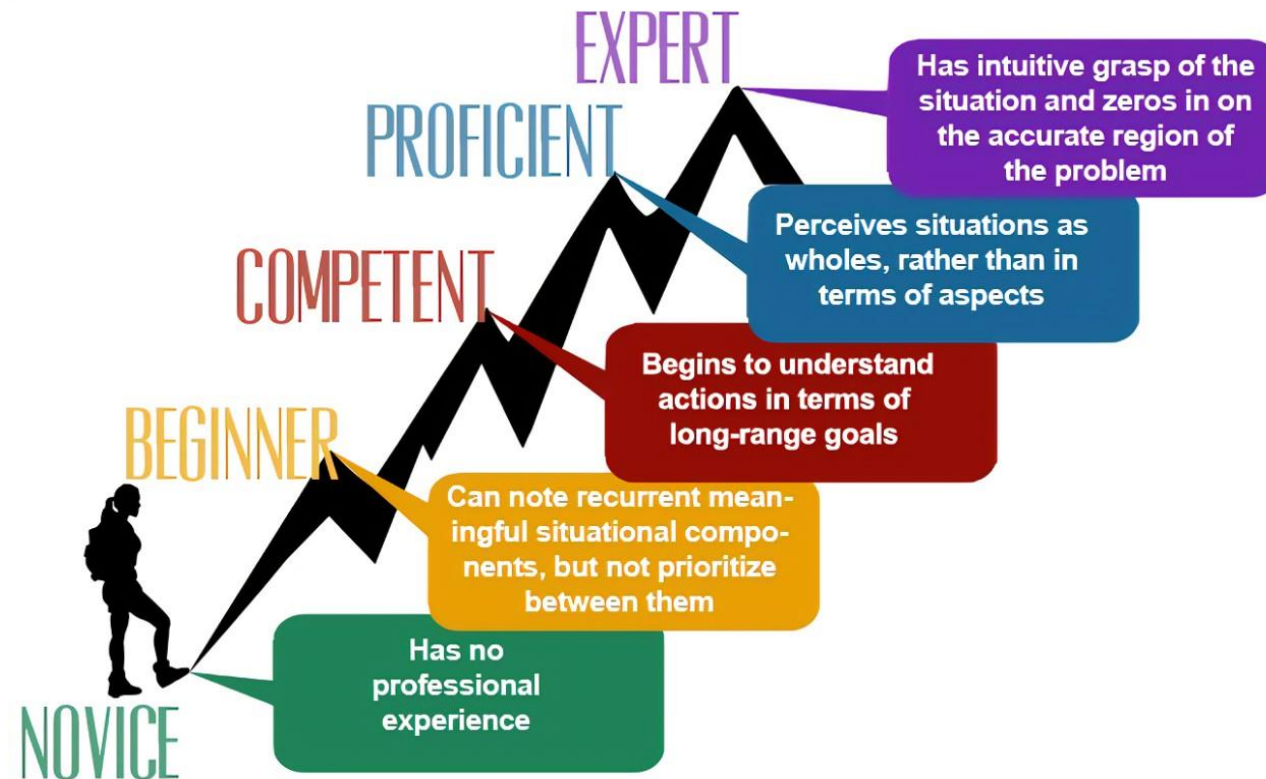 EXPERT
Has intuitive grasp of the
situation and zeros in on
the accurate region of
the problem
PROFICIENT
Perceives situations as
wholes, rather than in
terms of aspects
COMPETENT
Begins to understand
actions in terms of
long-range goals
BEGINNER
Can note recurrent mean-
ingful situational compo-
nents, but not prioritize
between them
Has no
professional
experience
NOVICE